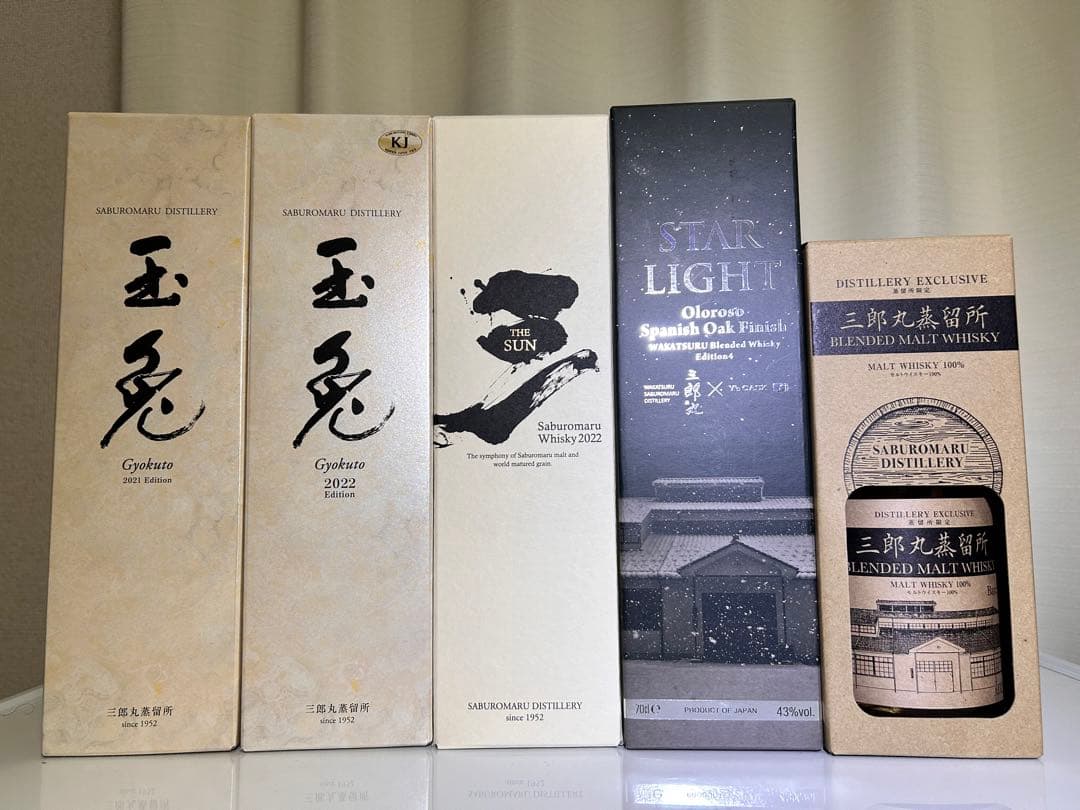 SABUROMARU DISTILLERY
玉
兎
Gyokuto
2021 Edition
三郎丸蒸留所
since 1952
KJ
SABUROMARU DISTILLERY
玉
兎
Gyokuto
2022
Edition
三郎丸蒸留所
since 1952
三
THE
SUN
Saburomaru
Whisky 2022
The symphony of Saburomaru malt and
world matured grain.
SABUROMARU DISTILLERY
since 1952
STAR
LIGHT
Oloroso
Spanish Oak Finish
WAKATSURU Blended Whisky
Edition4
WAKATSURU
SABUROMARU
DISTILLERY
三郎丸
×
70cl e
PRODUCT OF JAPAN
43%vol.
DISTILLERY EXCLUSIVE
蒸留所限定
三郎丸蒸留所
BLENDED MALT WHISKY
MALT WHISKY 100%
モルトウイスキー100%
SABUROMARU
DISTILLERY
DISTILLERY EXCLUSIVE
蒸留所限定
三郎丸蒸留所
BLENDED MALT WHISKY
MALT WHISKY 100%
モルトウイスキー100%